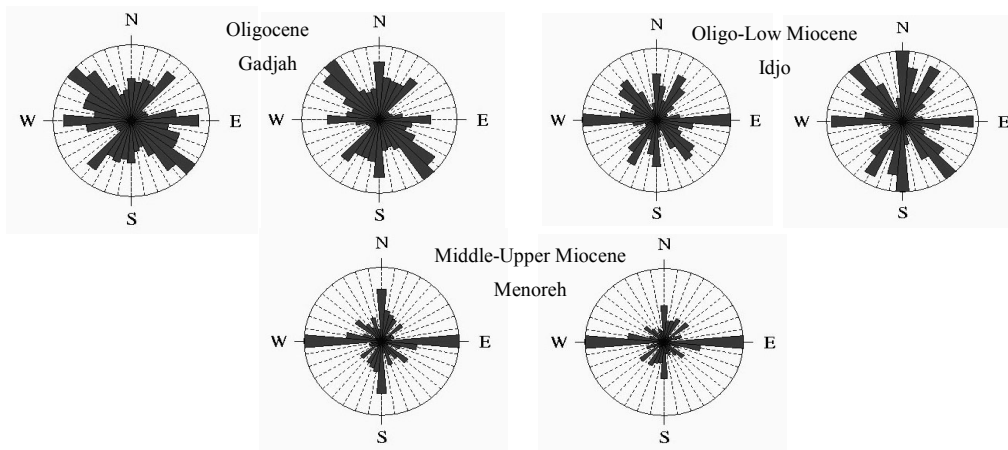 N
N
Oligocene
Gadjah
W
E
W
E
S
S
N
N
Oligo-Low Miocene
Idjo
W
E
W
E
S
S
N
N
Middle-Upper Miocene
Menoreh
W
E
W
E
S
S